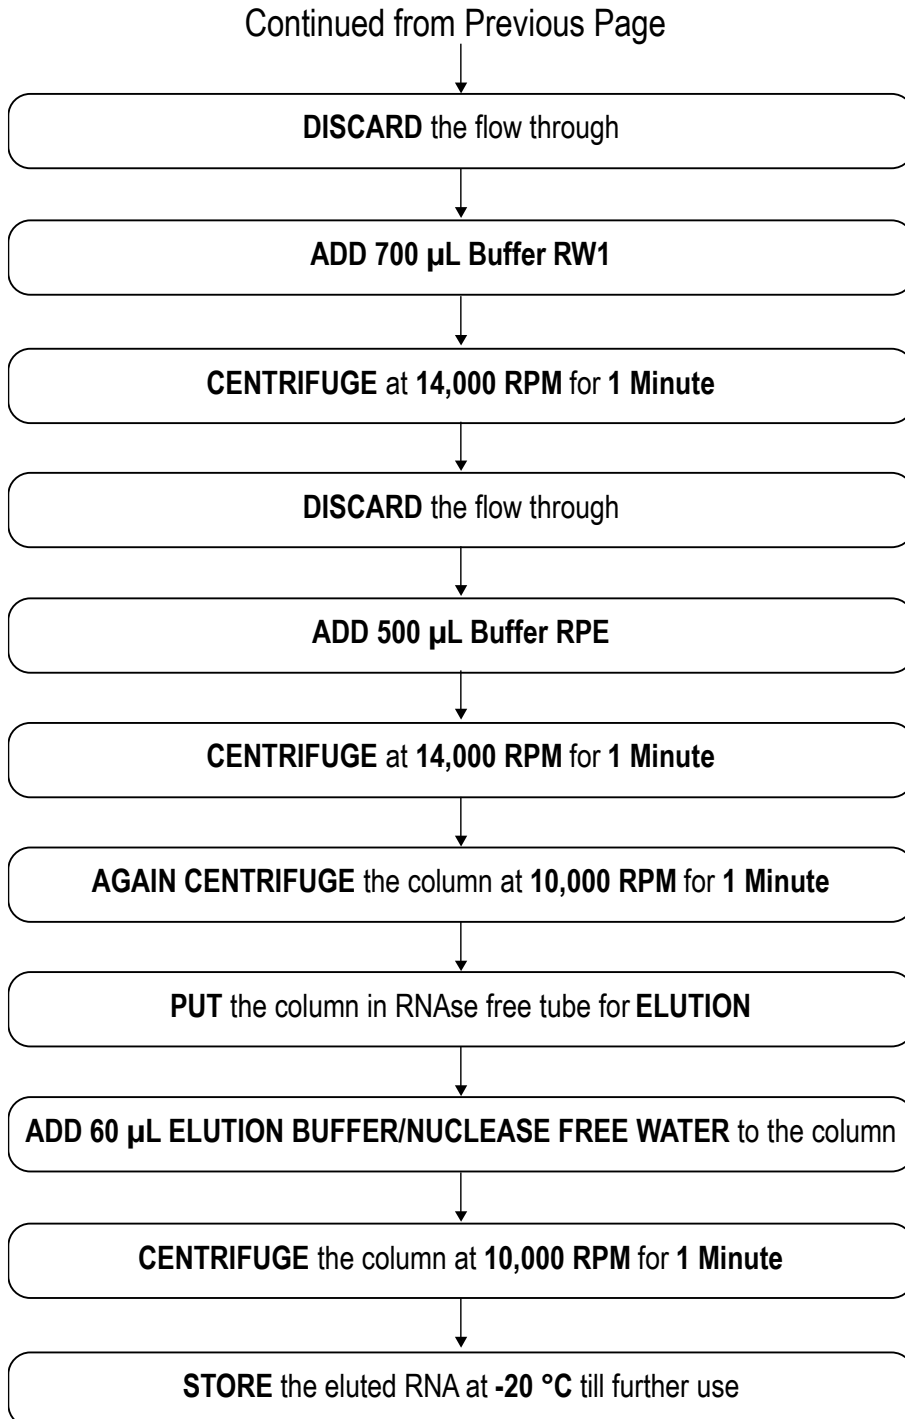 Continued from Previous Page
DISCARD the flow through
ADD 700 µL Buffer RW1
CENTRIFUGE at 14,000 RPM for 1 Minute
DISCARD the flow through
ADD 500 µL Buffer RPE
CENTRIFUGE at 14,000 RPM for 1 Minute
AGAIN CENTRIFUGE the column at 10,000 RPM for 1 Minute
PUT the column in RNAse free tube for ELUTION
ADD 60 µL ELUTION BUFFER/NUCLEASE FREE WATER to the column
CENTRIFUGE the column at 10,000 RPM for 1 Minute
STORE the eluted RNA at -20 °C till further use